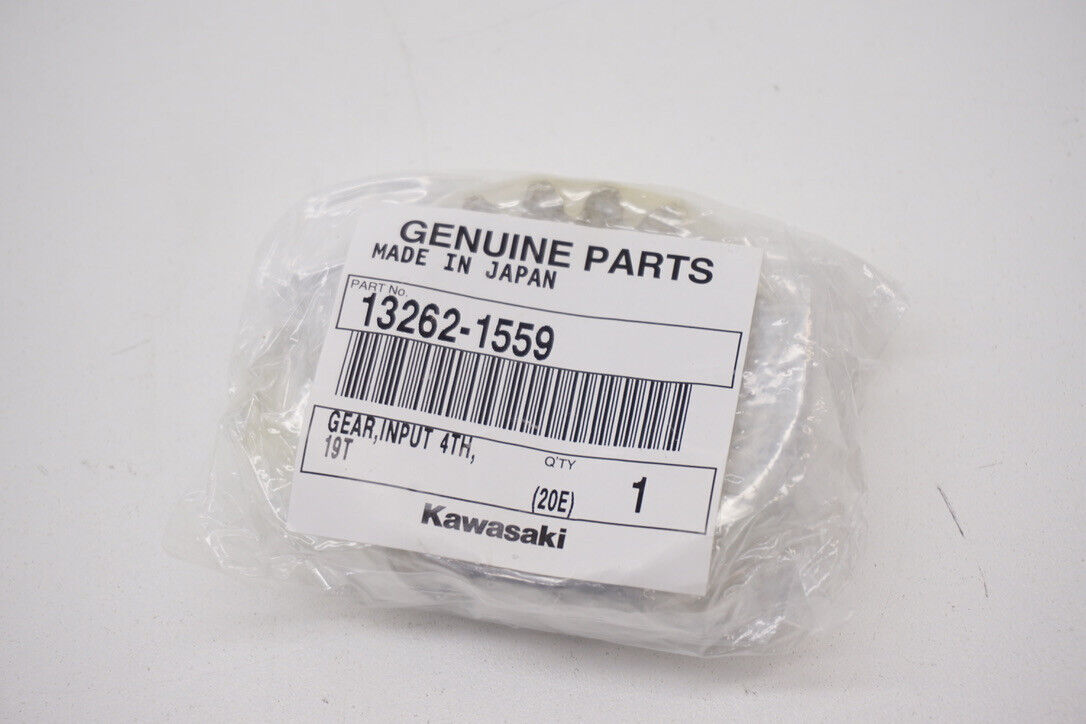 GENUINE PARTS
MADE IN JAPAN
PART No.
13262-1559
GEAR,INPUT 4TH,
19T
Q'TY
(20E)
1
Kawasaki